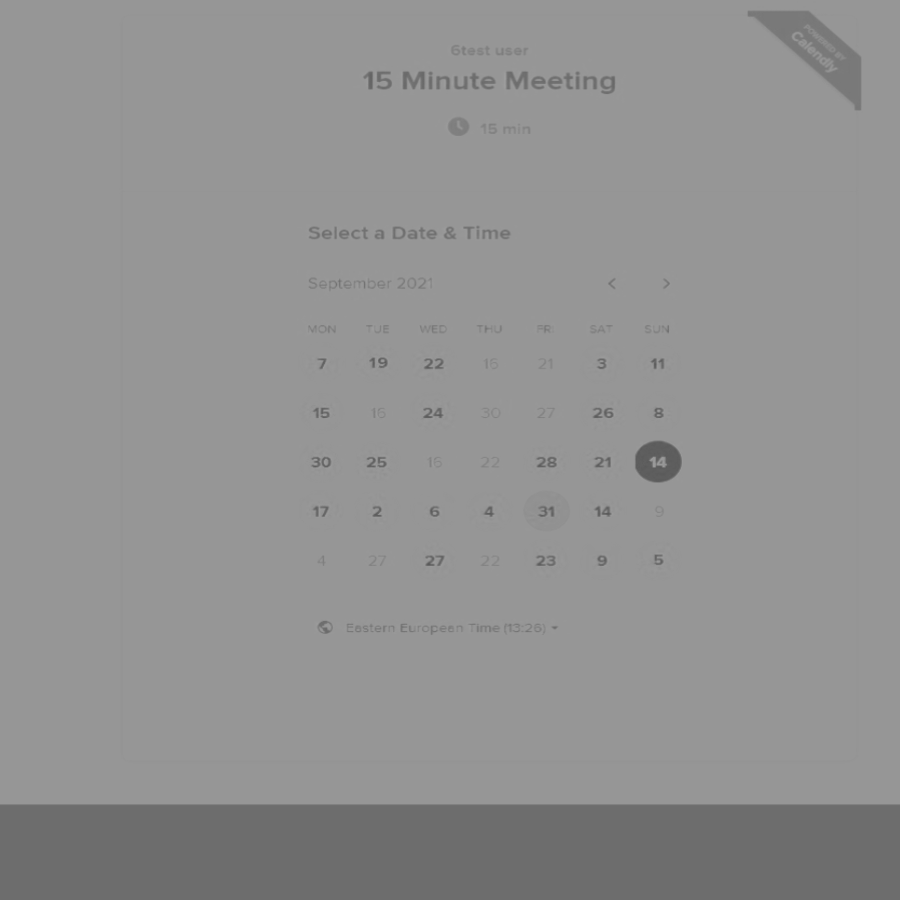 POWERED BY
Calendly
6test user
15 Minute Meeting
15 min
Select a Date & Time
September 2021
MON TUE WED THU FRI SAT SUN
7 19 22 15 21 3 11
15 15 24 30 27 26 8
30 25 15 22 28 21 14
17 2 6 4 31 14 9
4 27 27 22 23 9 5
Eastern European Time (13:26)